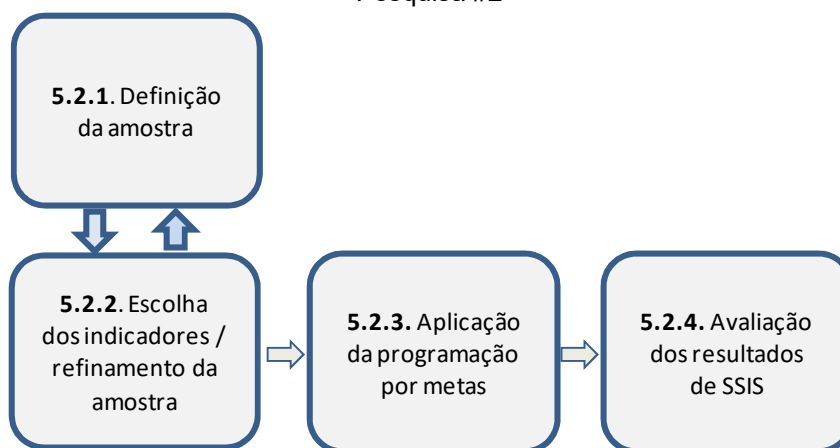 5.2.1. Definição
da amostra
5.2.2. Escolha
dos indicadores /
refinamento da
amostra
5.2.3. Aplicação
da programação
por metas
5.2.4. Avaliação
dos resultados
de SSIS